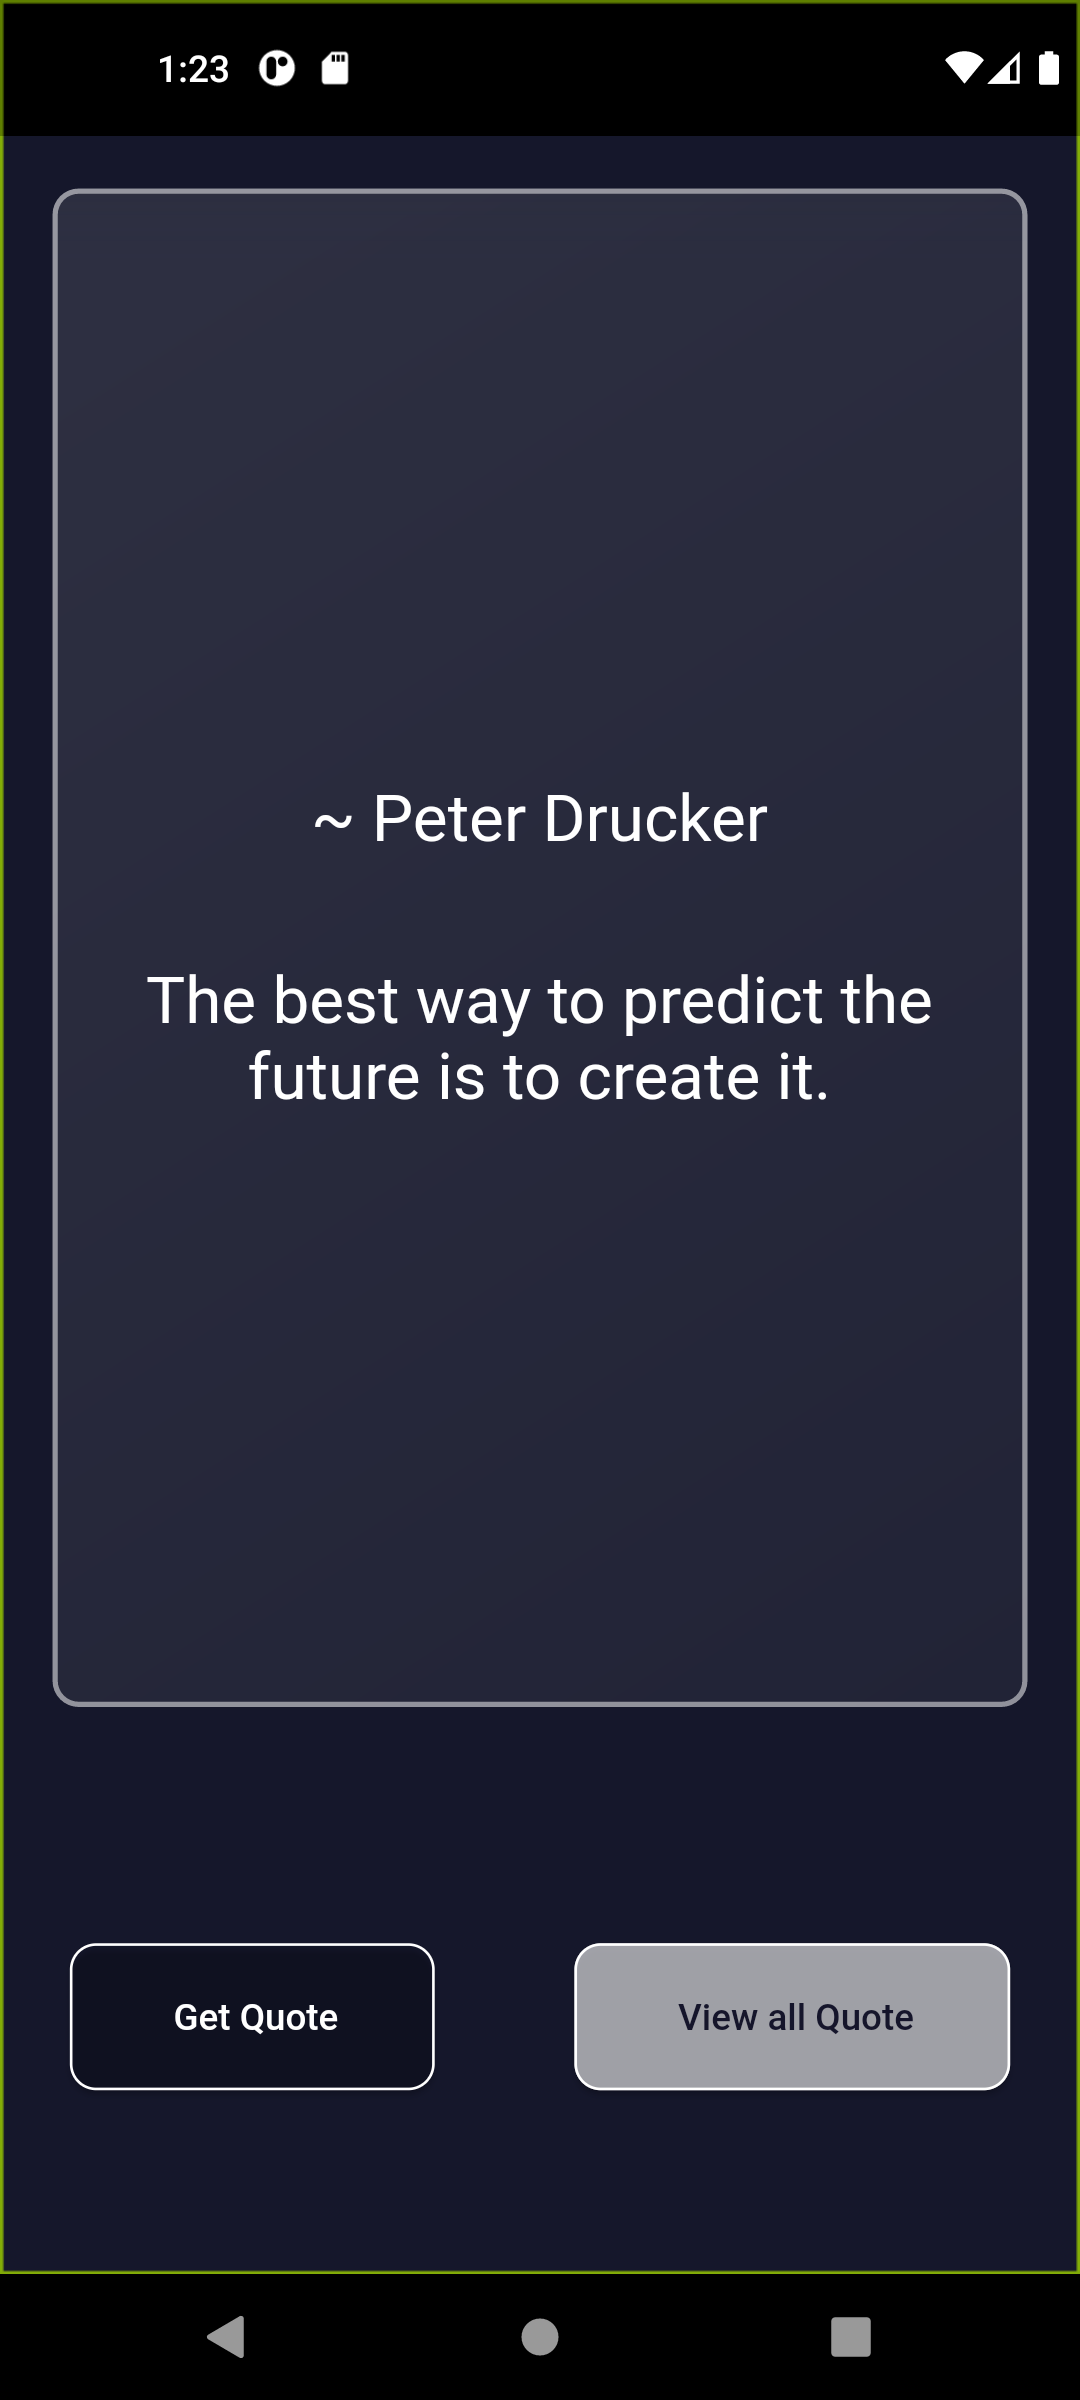 1:23
~ Peter Drucker
The best way to predict the
future is to create it.
Get Quote
View all Quote